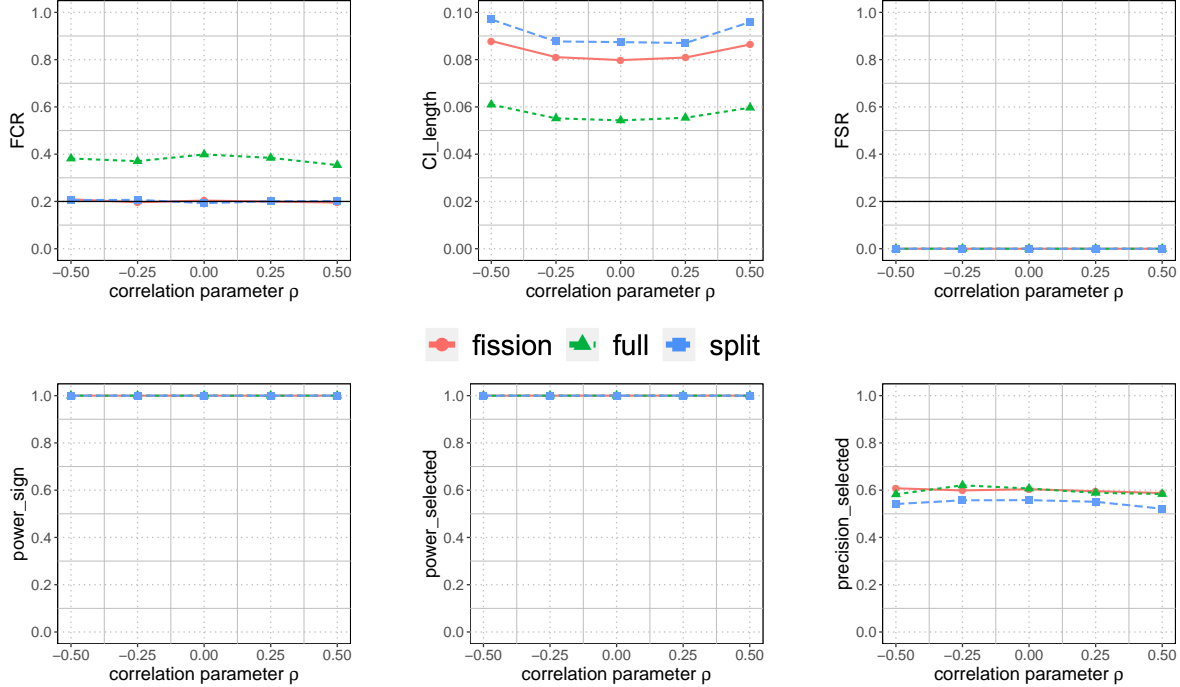 FCR
1.0
0.8
0.6
0.4
0.2
0.0
−0.50 −0.25 0.00 0.25 0.50
correlation parameter ρ
CI_length
0.10
0.08
0.06
0.04
0.02
0.00
−0.50 −0.25 0.00 0.25 0.50
correlation parameter ρ
FSR
1.0
0.8
0.6
0.4
0.2
0.0
−0.50 −0.25 0.00 0.25 0.50
correlation parameter ρ
fission full split
power_sign
1.0
0.8
0.6
0.4
0.2
0.0
−0.50 −0.25 0.00 0.25 0.50
correlation parameter ρ
power_selected
1.0
0.8
0.6
0.4
0.2
0.0
−0.50 −0.25 0.00 0.25 0.50
correlation parameter ρ
precision_selected
1.0
0.8
0.6
0.4
0.2
0.0
−0.50 −0.25 0.00 0.25 0.50
correlation parameter ρ